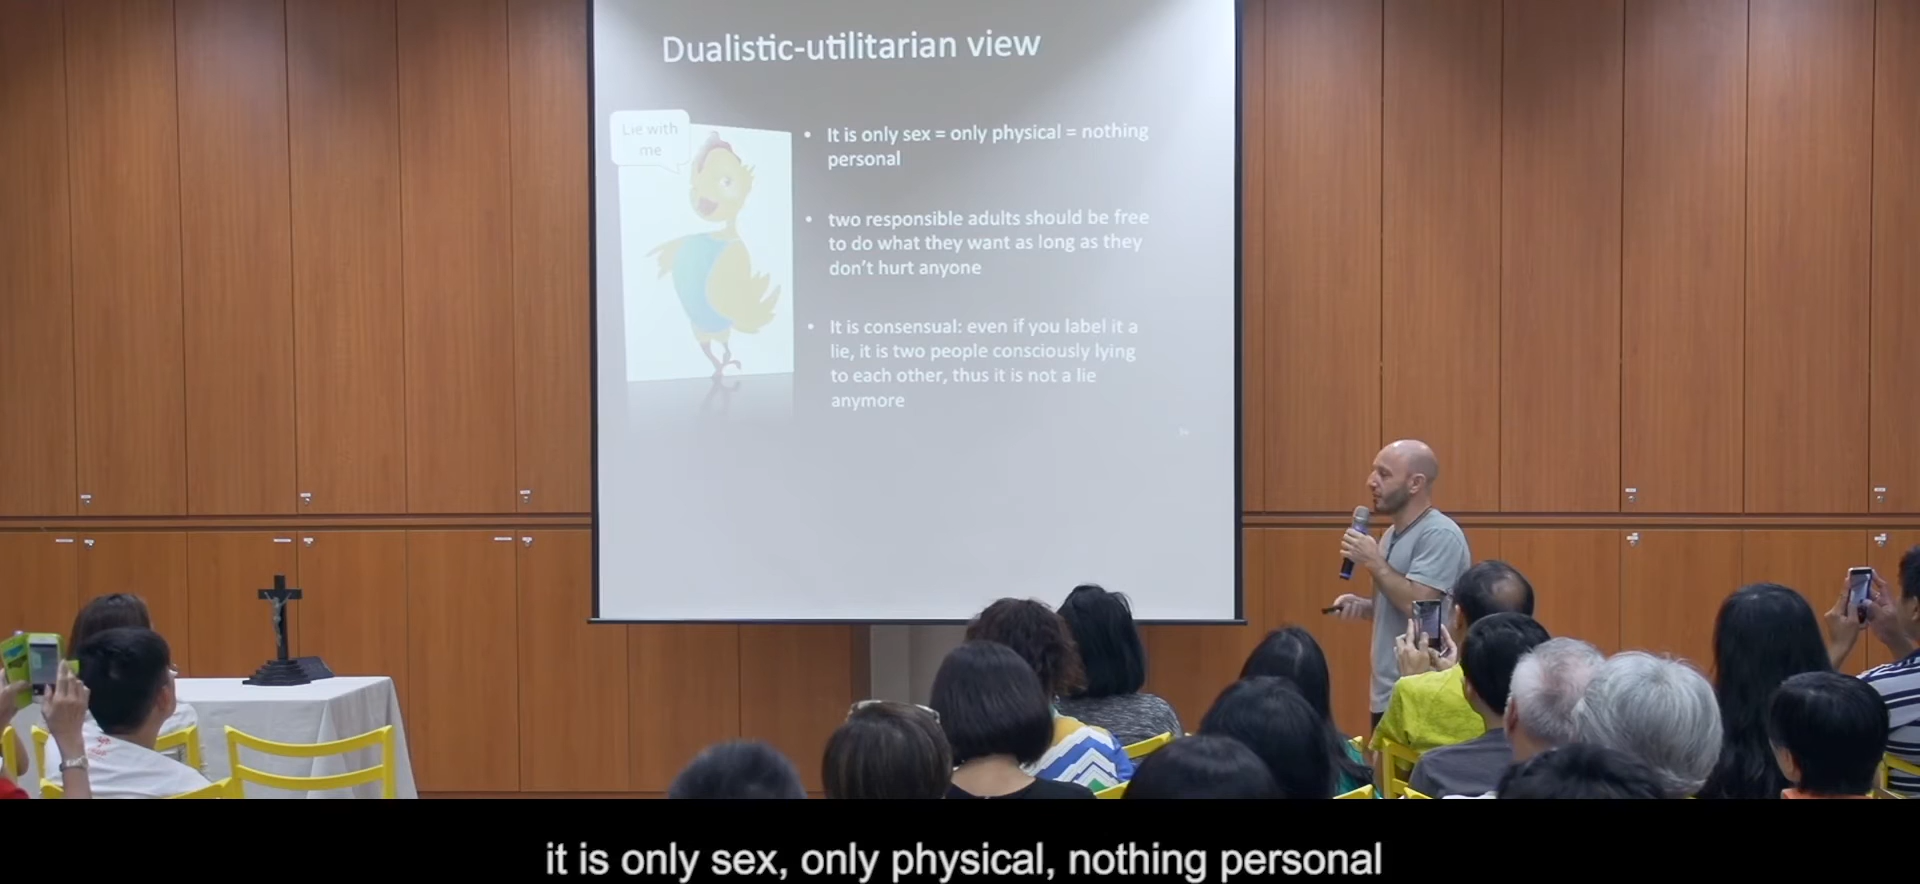 Dualistic-utilitarian view
Lie with
me
• It is only sex = only physical = nothing
personal
• two responsible adults should be free
to do what they want as long as they
don't hurt anyone
• It is consensual: even if you label it a
lie, it is two people consciously lying
to each other, thus it is not a lie
anymore
it is only sex, only physical, nothing personal